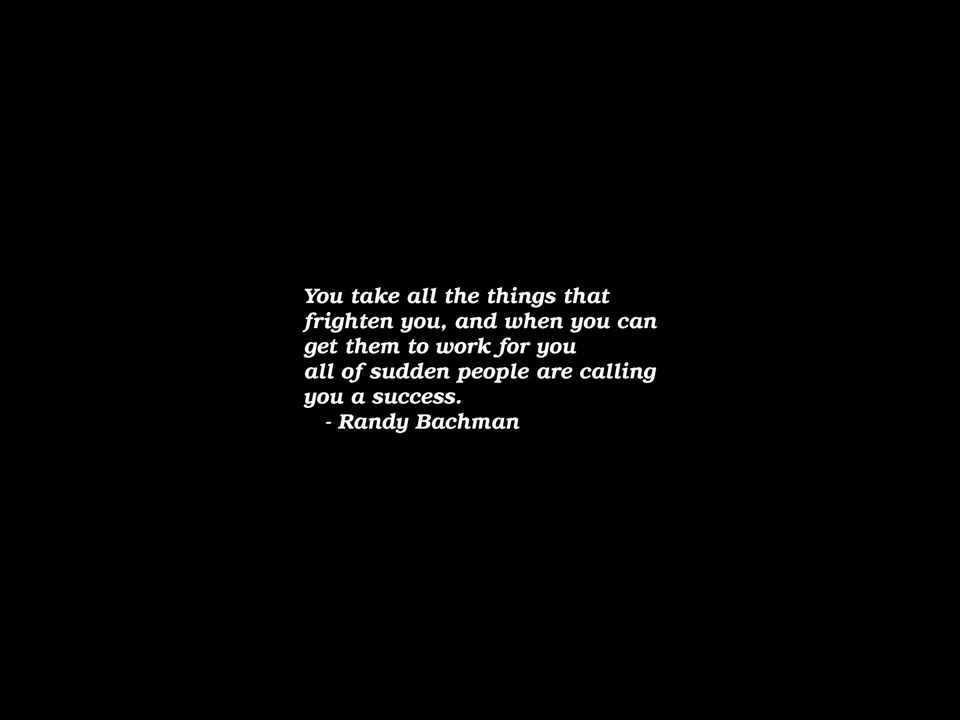 You take all the things that
frighten you, and when you can
get them to work for you
all of sudden people are calling
you a success.
- Randy Bachman